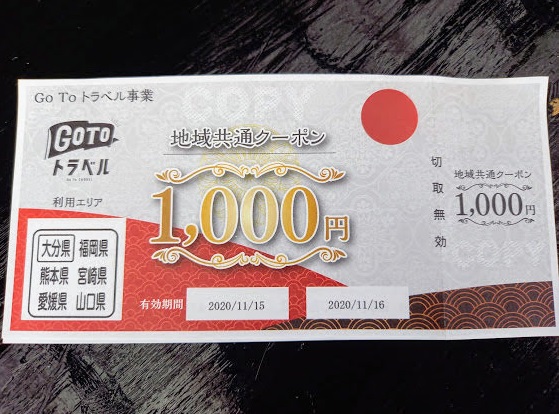 Go To トラベル事業
GOTO
トラベル
利用エリア
大分県 福岡県
熊本県 宮崎県
愛媛県 山口県
地域共通クーポン
1,000円
有効期間 2020/11/15 2020/11/16
切取無効
地域共通クーポン
1,000円